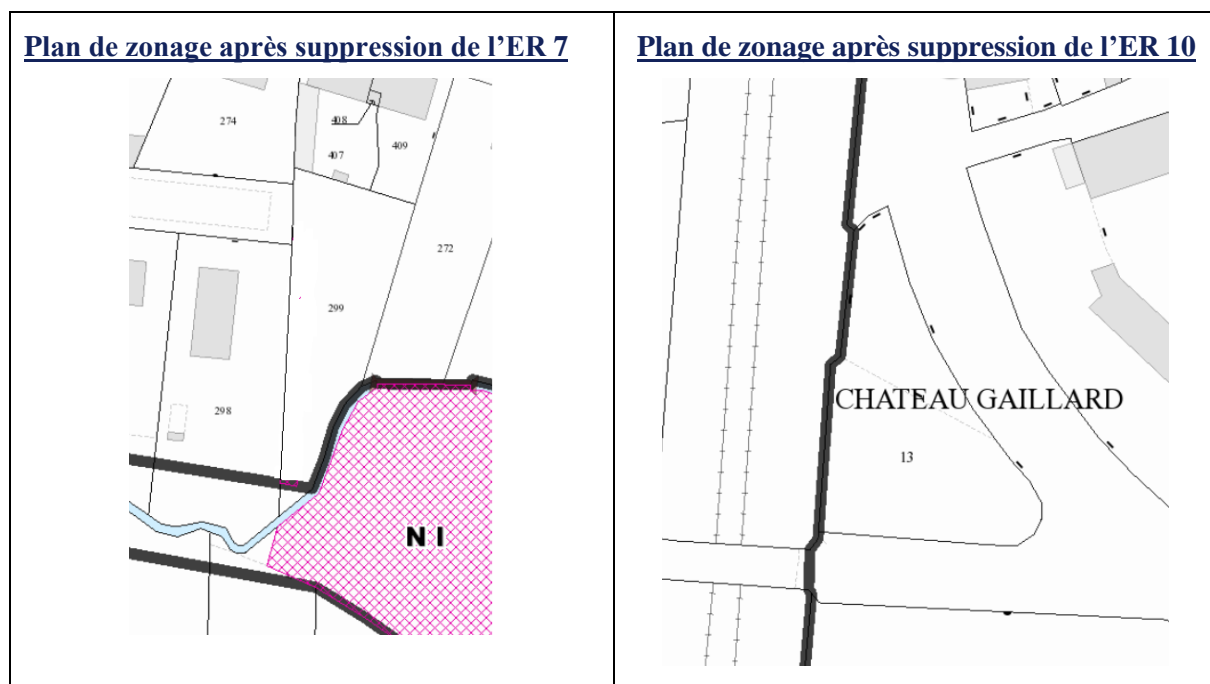 Plan de zonage après suppression de l’ER 7
274
408
407
409
272
299
298
N l
Plan de zonage après suppression de l’ER 10
CHATEAU GAILLARD
13